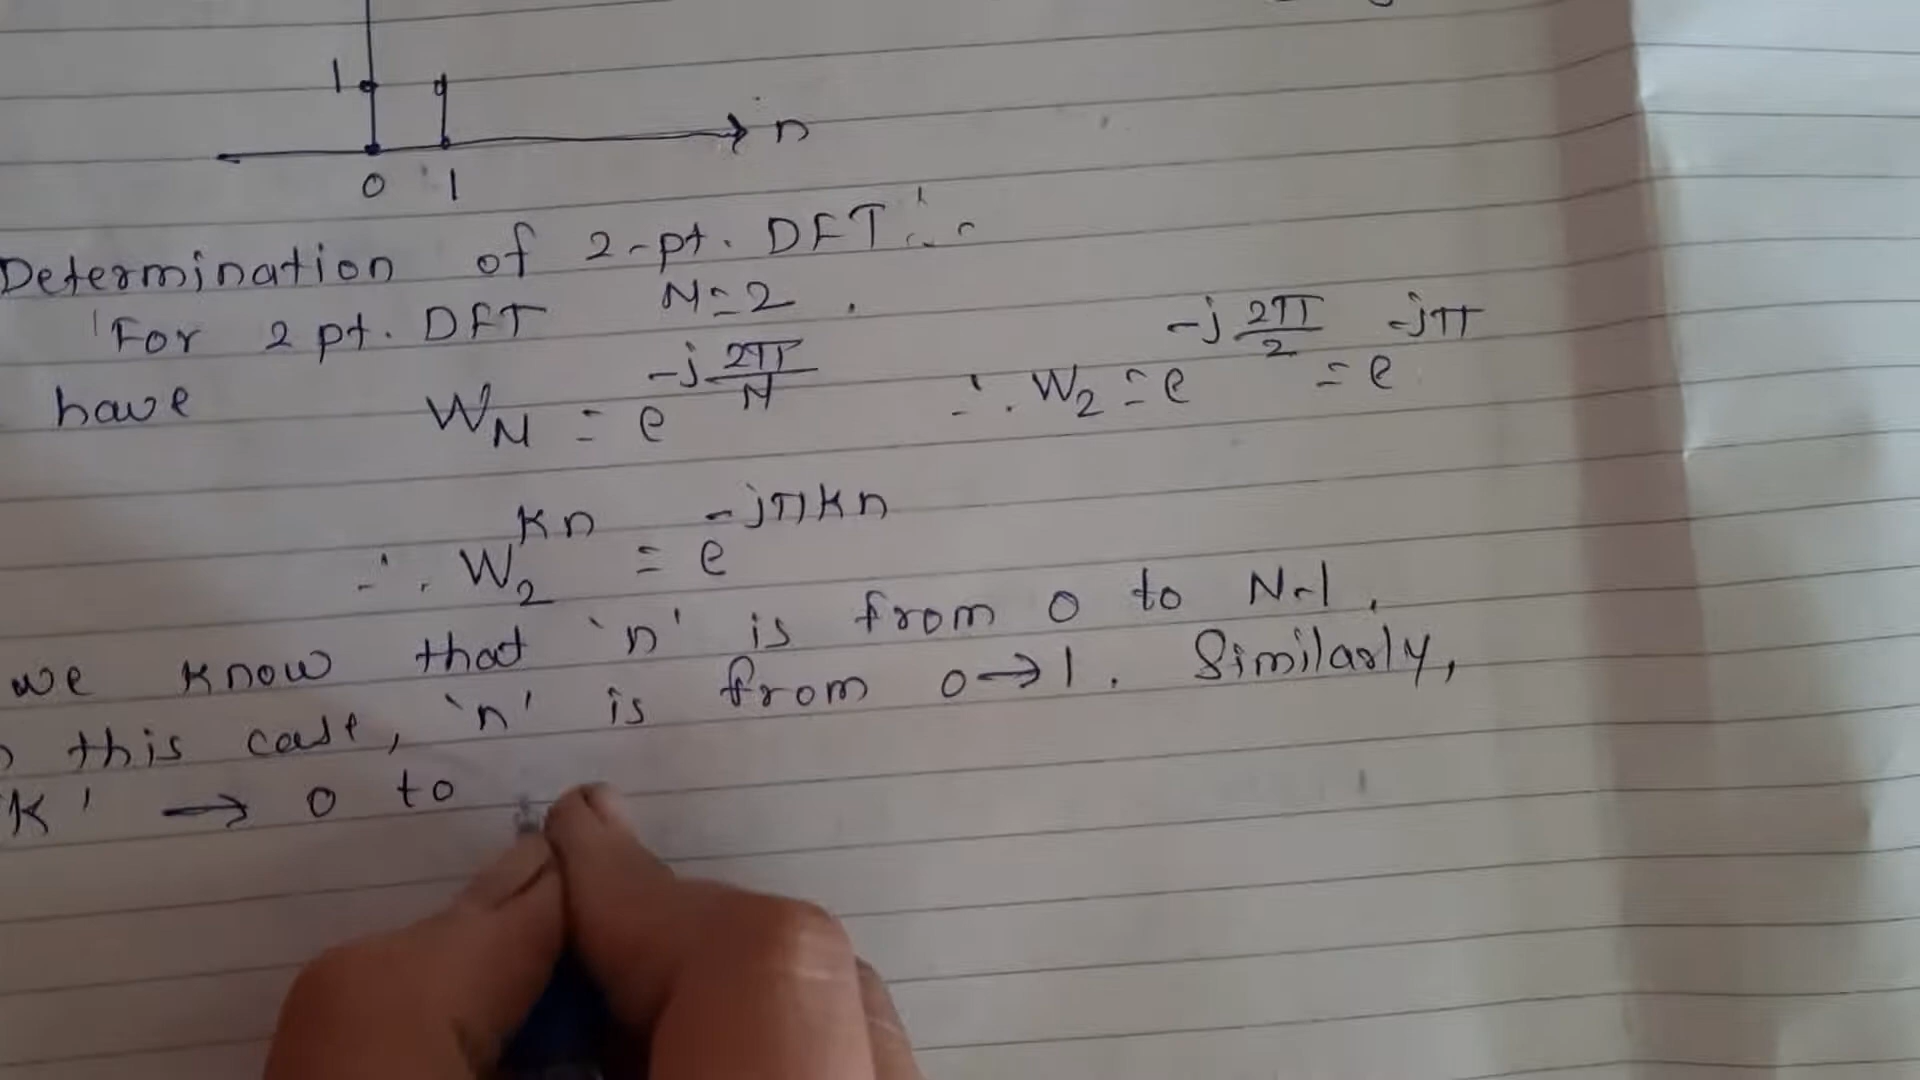 1
n
0 1
Determination of 2-pt. DFT :-
For 2 pt. DFT N=2.
have W_N = e^{-j 2π/N} ∴ W_2 = e^{-j 2π/2} = e^{-jπ}
∴ W_2^{Kn} = e^{-jπKn}
we know that 'n' is from 0 to N-1.
this case, 'n' is from 0→1. Similarly,
'K' → 0 to